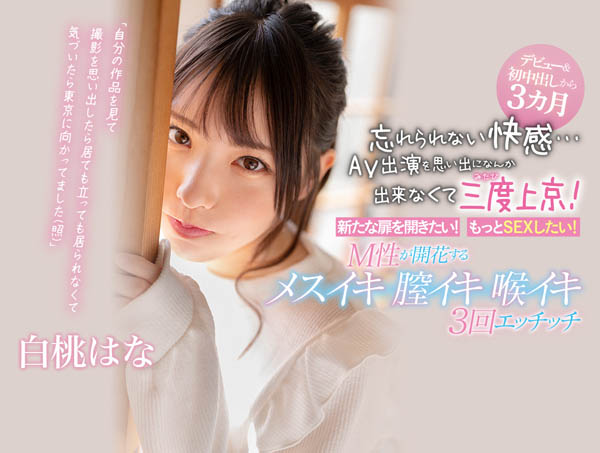 「自分の作品を見て
撮影を思い出したら居ても立っても居られなくて
気づいたら東京に向かってました(照)」
デビュー&
初中出しから
3カ月
忘れられない快感…
AV出演を思い出になんか
出来なくて三度上京!
みたび
新たな扉を開きたい! もっとSEXしたい!
M性が開花する
メスイキ 膣イキ 喉イキ
3回エッチッチ
白桃はな